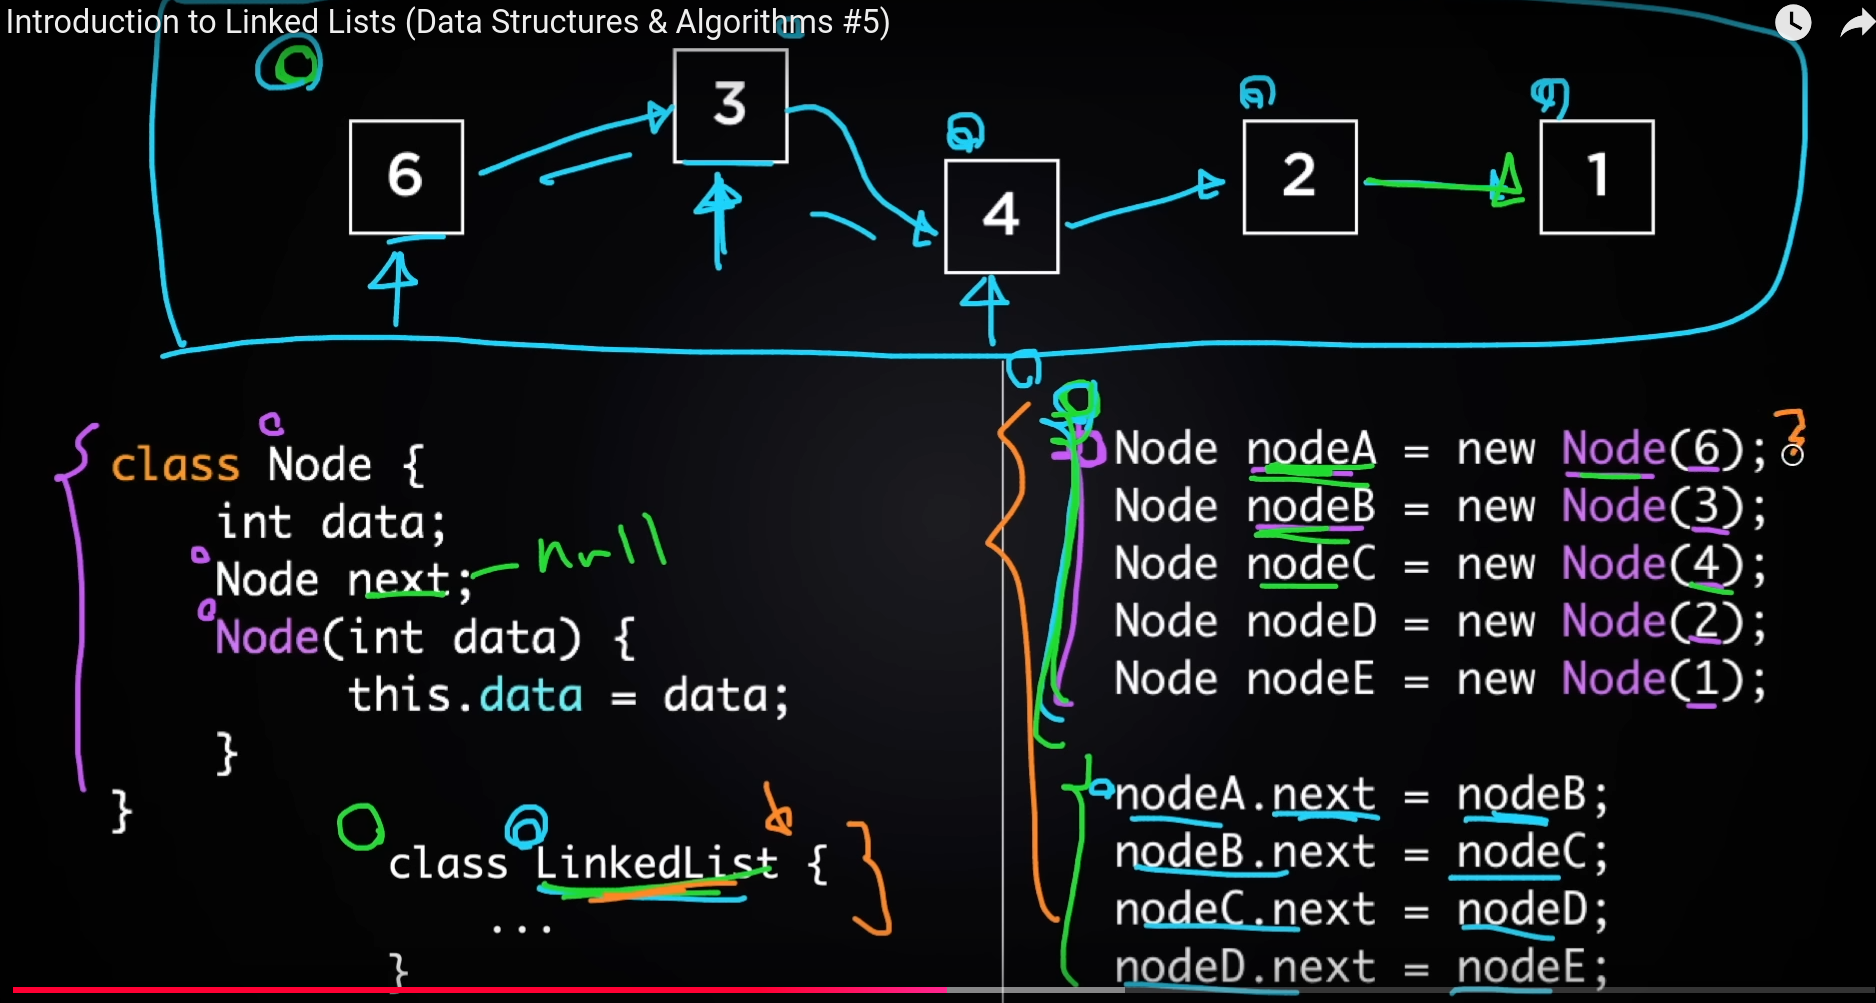 Introduction to Linked Lists (Data Structures & Algorithms #5)
6
3
4
2
1
class Node {
int data;
Node next;
null
Node(int data) {
this.data = data;
}
}
class LinkedList {
...
}
Node nodeA = new Node(6);
?
Node nodeB = new Node(3);
Node nodeC = new Node(4);
Node nodeD = new Node(2);
Node nodeE = new Node(1);
nodeA.next = nodeB;
nodeB.next = nodeC;
nodeC.next = nodeD;
nodeD.next = nodeE;